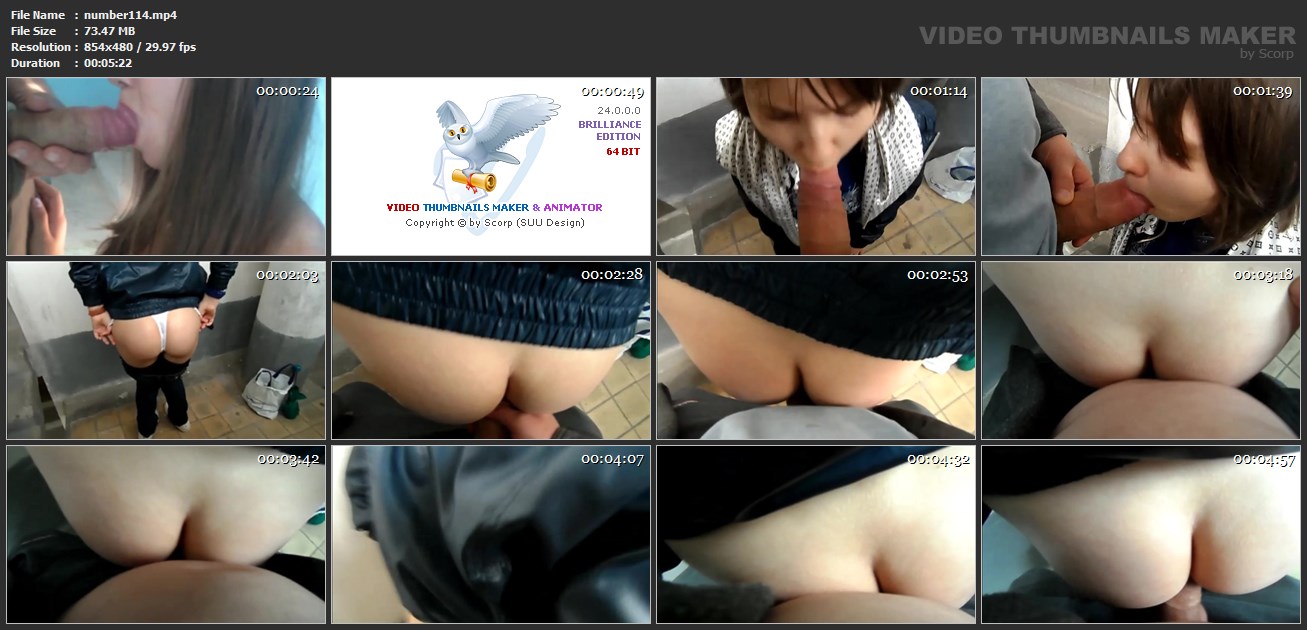 File Name : number114.mp4
File Size : 73.47 MB
Resolution : 854x480 / 29.97 fps
Duration : 00:05:22
VIDEO THUMBNAILS MAKER
by Scorp
00:00:24
00:00:49
24.0.0.0
BRILLIANCE
EDITION
64 BIT
VIDEO THUMBNAILS MAKER & ANIMATOR
Copyright © by Scorp (SUU Design)
00:01:14
00:01:39
00:02:03
00:02:28
00:02:53
00:03:18
00:03:42
00:04:07
00:04:32
00:04:57